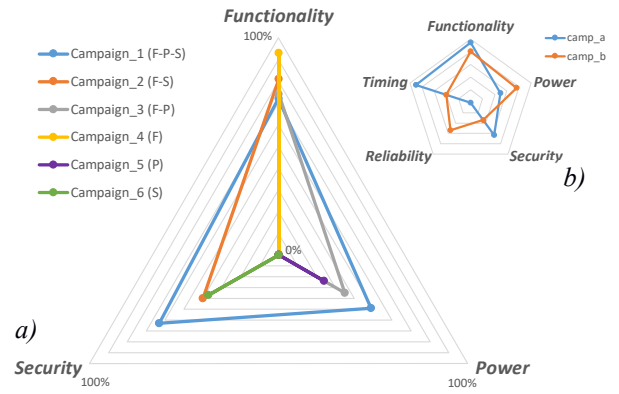 Functionality
100%
Campaign_1 (F-P-S)
Campaign_2 (F-S)
Campaign_3 (F-P)
Campaign_4 (F)
Campaign_5 (P)
Campaign_6 (S)
0%
a)
Security
100%
Power
100%
camp_a
camp_b
Functionality
Timing
Power
Reliability
Security
b)